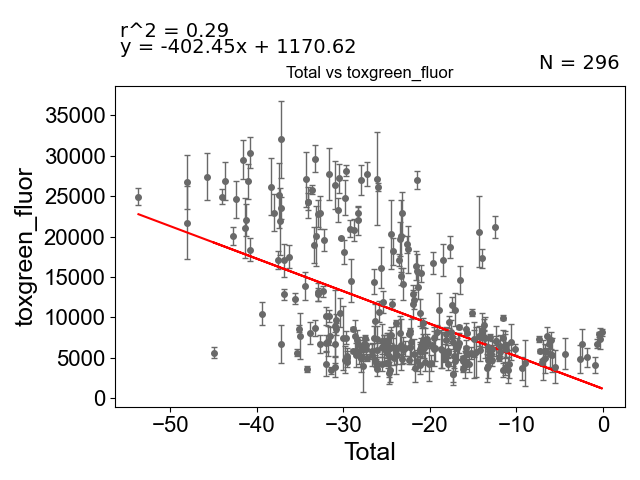 r^2 = 0.29
y = -402.45x + 1170.62
N = 296
Total vs toxgreen_fluor
toxgreen_fluor
35000
30000
25000
20000
15000
10000
5000
0
−50
−40
−30
−20
−10
0
Total